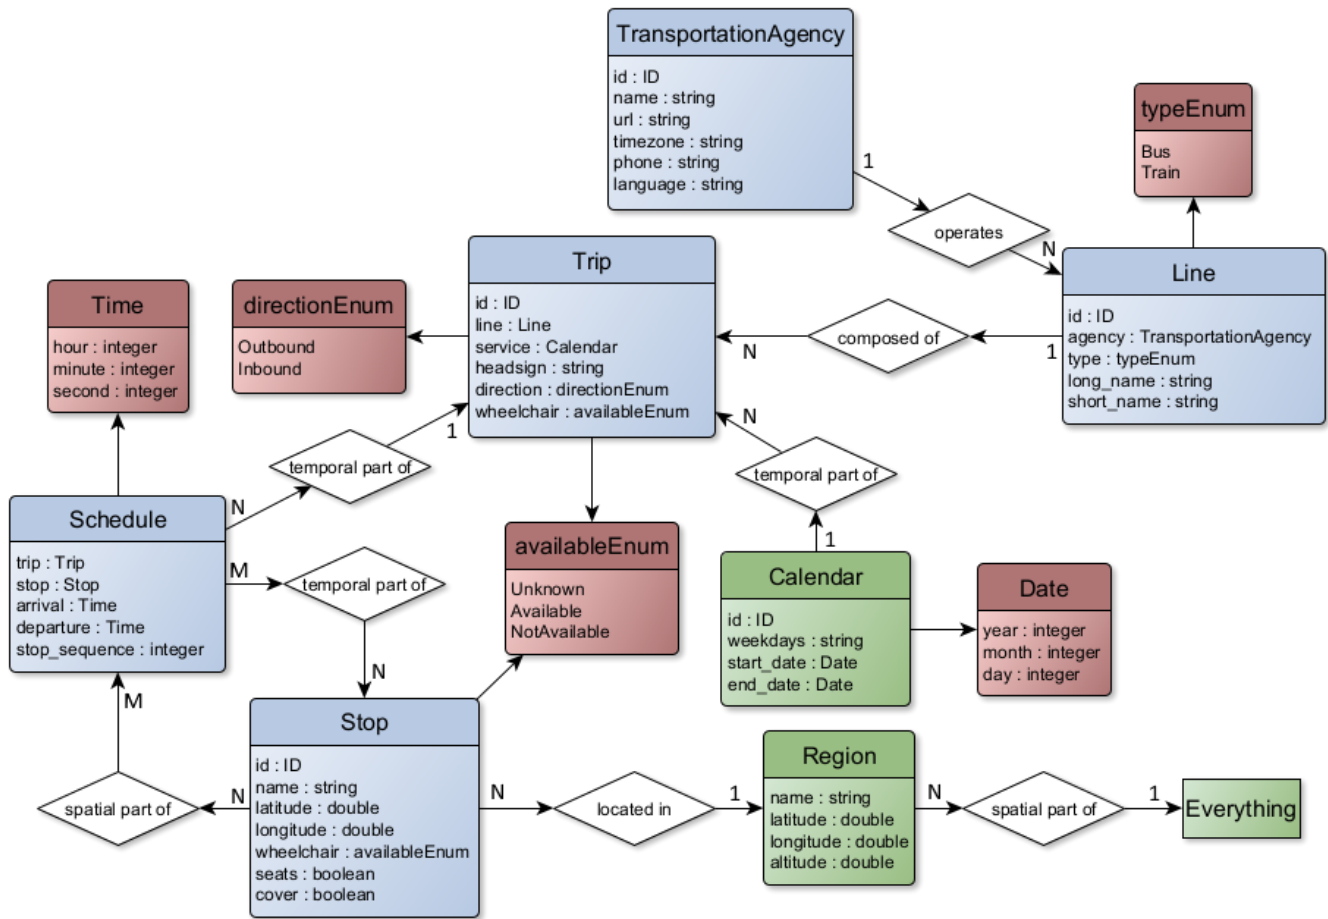 TransportationAgency
id : ID
name : string
url : string
timezone : string
phone : string
language : string
1
operates
N
typeEnum
Bus
Train
Line
id : ID
agency : TransportationAgency
type : typeEnum
long_name : string
short_name : string
1
composed of
N
Trip
id : ID
line : Line
service : Calendar
headsign : string
direction : directionEnum
wheelchair : availableEnum
directionEnum
Outbound
Inbound
Time
hour : integer
minute : integer
second : integer
1
temporal part of
N
N
temporal part of
1
Schedule
trip : Trip
stop : Stop
arrival : Time
departure : Time
stop_sequence : integer
M
temporal part of
N
availableEnum
Unknown
Available
NotAvailable
Calendar
id : ID
weekdays : string
start_date : Date
end_date : Date
Date
year : integer
month : integer
day : integer
M
spatial part of
N
Stop
id : ID
name : string
latitude : double
longitude : double
wheelchair : availableEnum
seats : boolean
cover : boolean
N
located in
1
Region
name : string
latitude : double
longitude : double
altitude : double
N
spatial part of
1
Everything